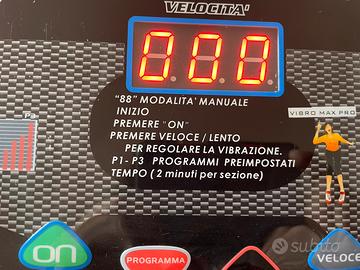 VELOCITA'
000
"88" MODALITA' MANUALE
INIZIO
PREMERE "ON"
PREMERE VELOCE / LENTO
PER REGOLARE LA VIBRAZIONE.
P1- P3 PROGRAMMI PREIMPOSTATI
TEMPO ( 2 minuti per sezione)
VIBRO MAX PRO
P3
on
PROGRAMMA
VELOCE
subito